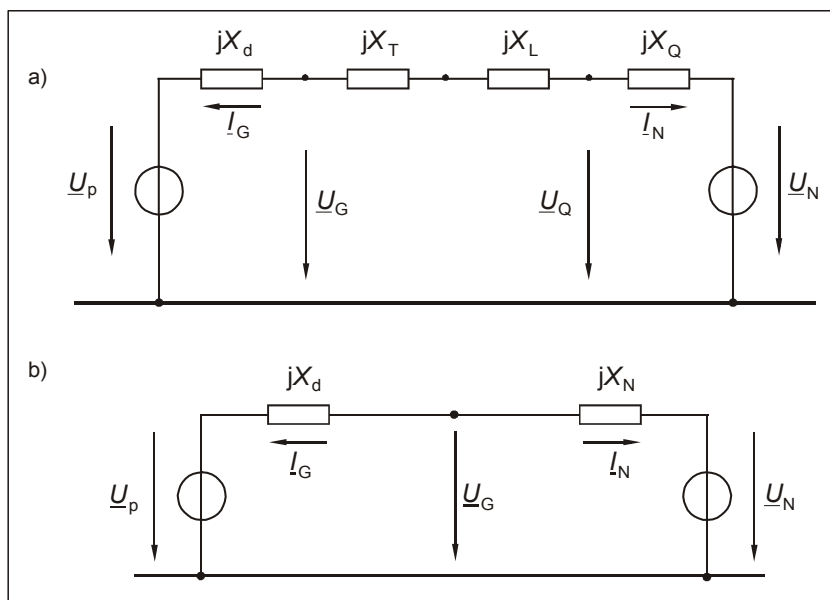 jXd jXT jXL jXQ
a)
IG IN
Up UG UQ UN
b)
jXd jXN
IG IN
Up UG UN